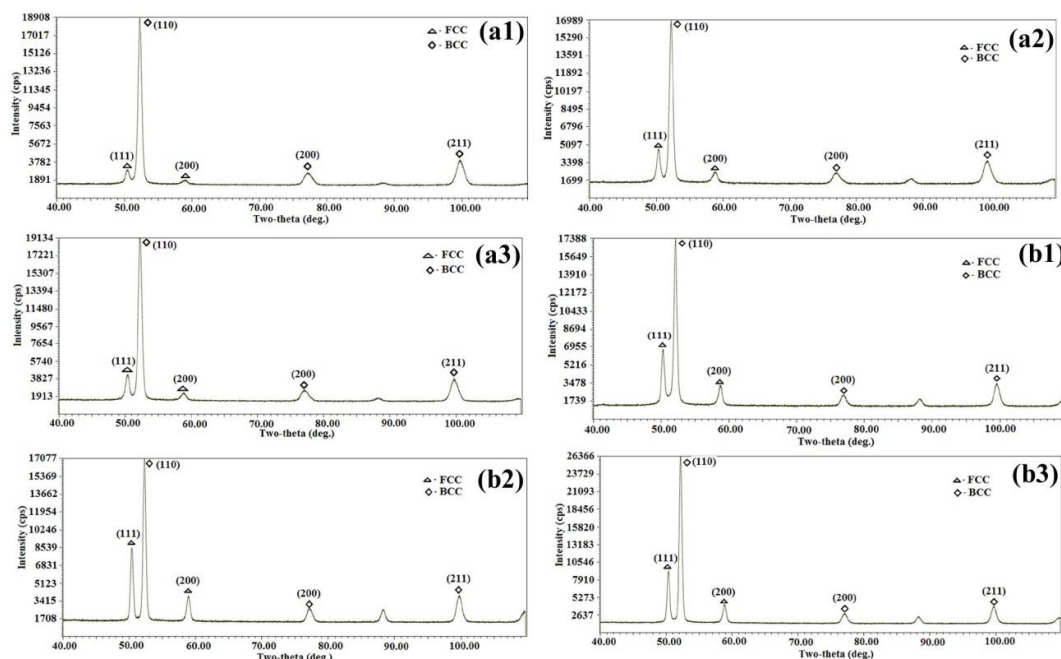 (a1)
Intensity (cps)
18908
17017
15126
13236
11345
9454
7563
5672
3782
1891
(110)
△ - FCC
◇ - BCC
(111)
(200)
(200)
(211)
40.00 50.00 60.00 70.00 80.00 90.00 100.00
Two-theta (deg.)
(a2)
Intensity (cps)
16989
15290
13591
11892
10197
8495
6796
5097
3398
1699
(110)
△ - FCC
◇ - BCC
(111)
(200)
(200)
(211)
40.00 50.00 60.00 70.00 80.00 90.00 100.00
Two-theta (deg.)
(a3)
Intensity (cps)
19134
17221
15307
13394
11480
9567
7654
5740
3827
1913
(110)
△ - FCC
◇ - BCC
(111)
(200)
(200)
(211)
40.00 50.00 60.00 70.00 80.00 90.00 100.00
Two-theta (deg.)
(b1)
Intensity (cps)
17388
15649
13910
12172
10433
8694
6955
5216
3478
1739
(110)
△ - FCC
◇ - BCC
(111)
(200)
(200)
(211)
40.00 50.00 60.00 70.00 80.00 90.00 100.00
Two-theta (deg.)
(b2)
Intensity (cps)
17077
15369
13662
11954
10246
8539
6831
5123
3415
1708
(110)
△ - FCC
◇ - BCC
(111)
(200)
(200)
(211)
40.00 50.00 60.00 70.00 80.00 90.00 100.00
Two-theta (deg.)
(b3)
Intensity (cps)
26366
23729
21093
28456
15820
13183
10546
7910
5273
2637
(110)
△ - FCC
◇ - BCC
(111)
(200)
(200)
(211)
40.00 50.00 60.00 70.00 80.00 90.00 100.00
Two-theta (deg.)